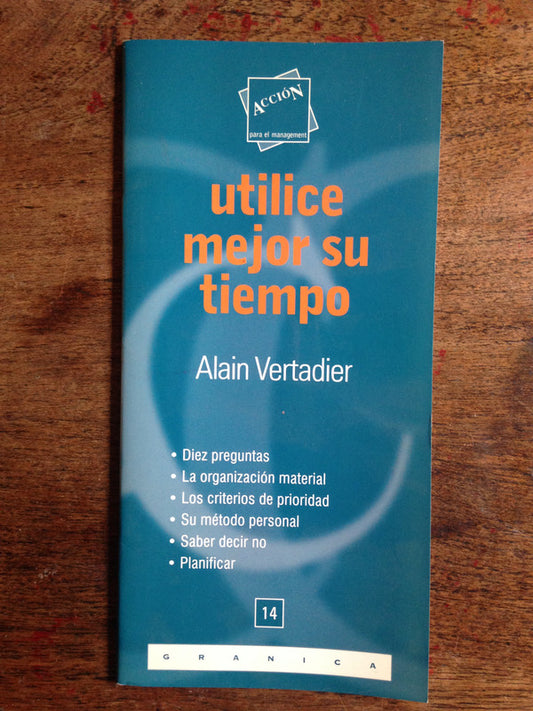 ACCIÓN
para el management
utilice
mejor su
tiempo
Alain Vertadier
• Diez preguntas
• La organización material
• Los criterios de prioridad
• Su método personal
• Saber decir no
• Planificar
14
GRANICA